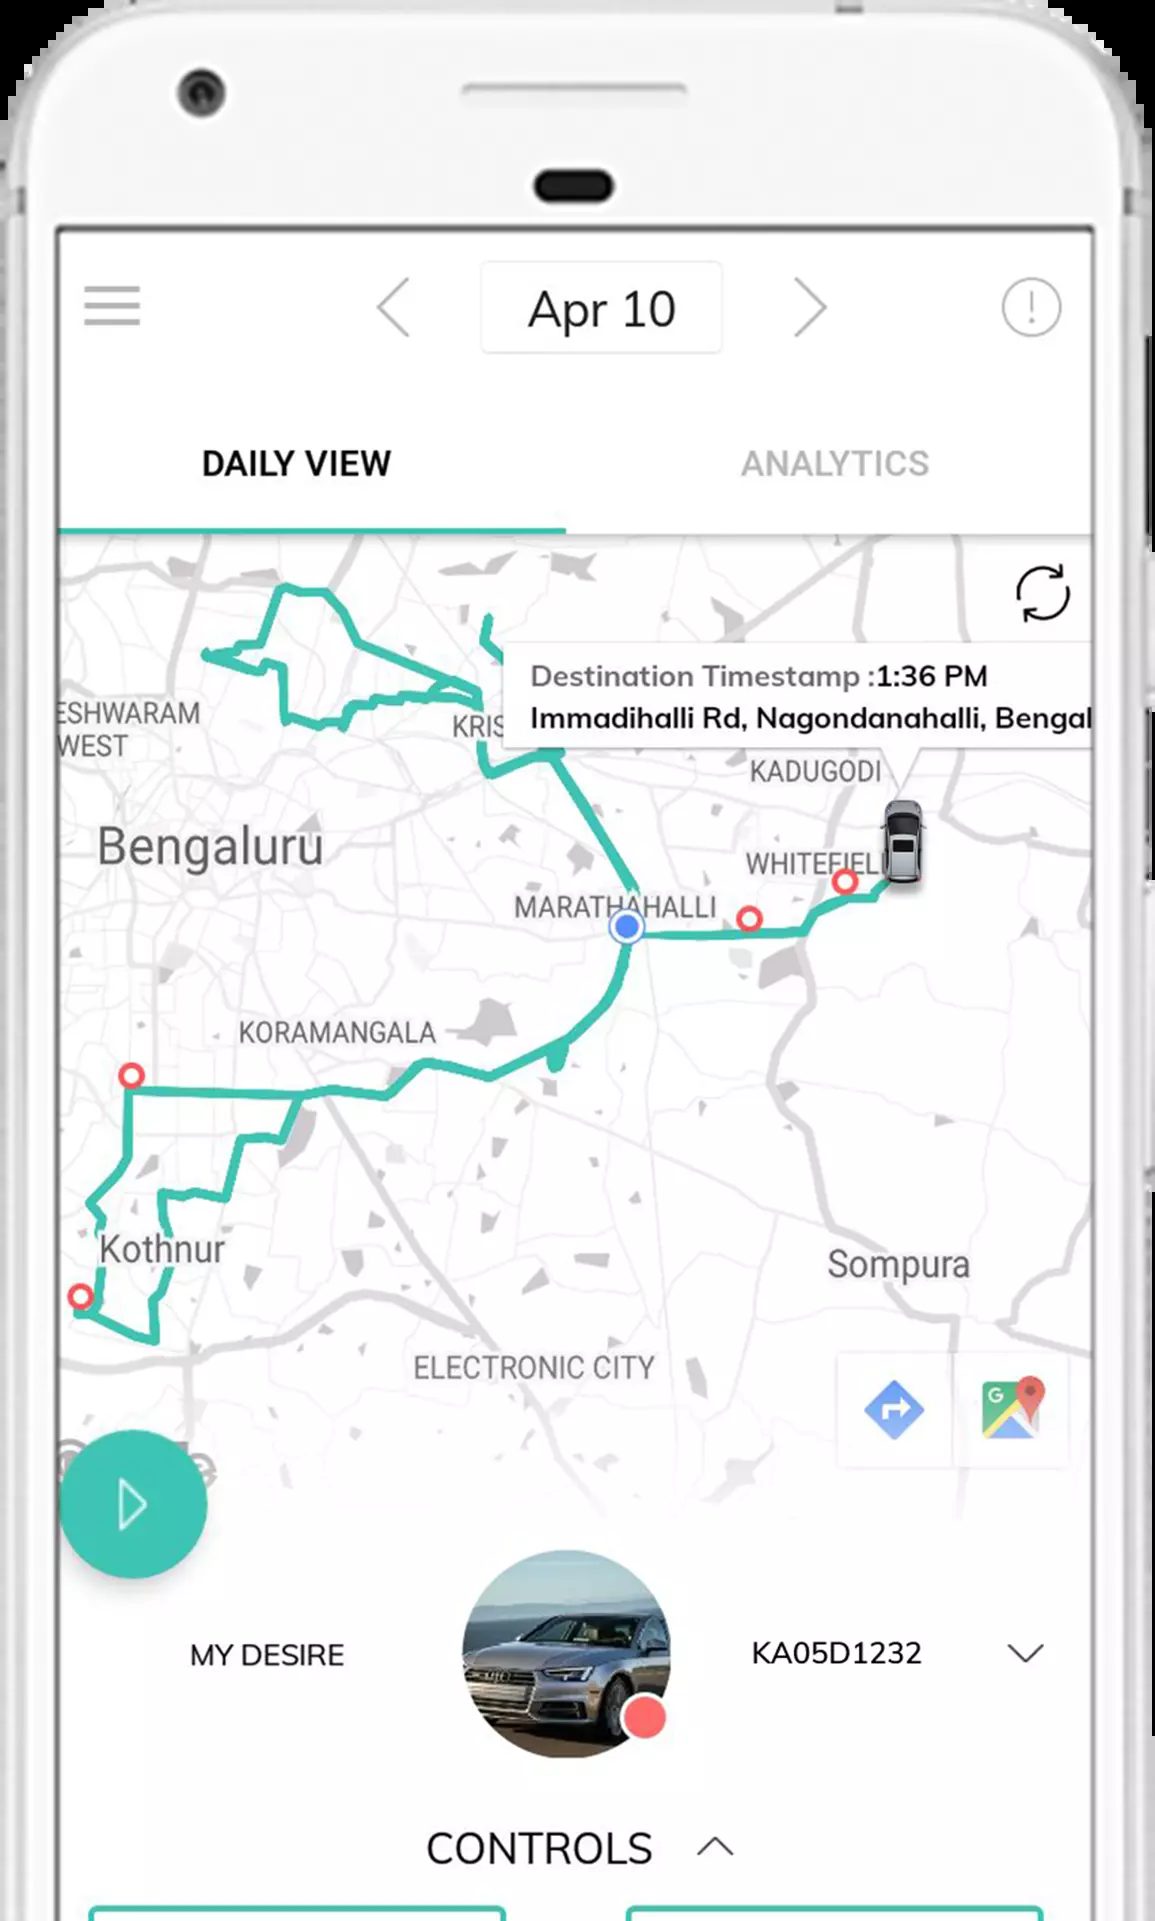 Apr 10
DAILY VIEW
ANALYTICS
Destination Timestamp :1:36 PM
Immadihalli Rd, Nagondanahalli, Bengal
ESHWARAM
WEST
KRIS
KADUGODI
Bengaluru
WHITEFIEL
MARATHAHALLI
KORAMANGALA
Kothnur
Sompura
ELECTRONIC CITY
G
MY DESIRE
KA05D1232
CONTROLS